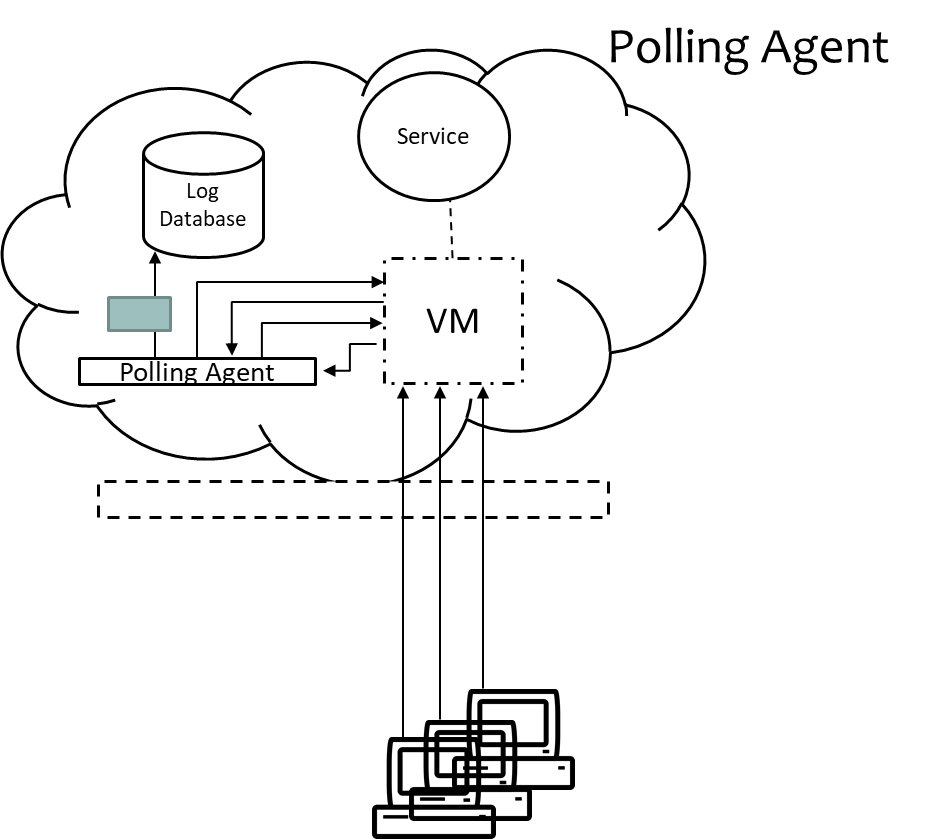 Polling Agent
Service
Log
Database
VM
Polling Agent